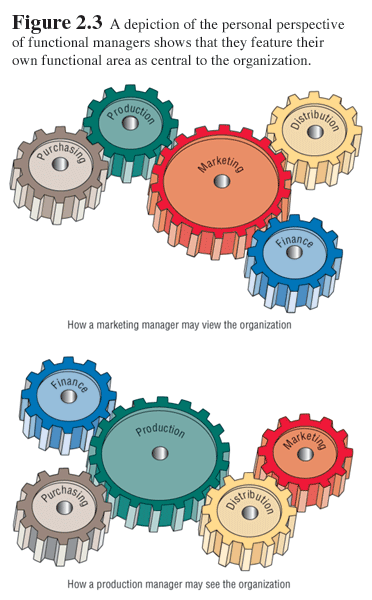 Figure 2.3 A depiction of the personal perspective
of functional managers shows that they feature their
own functional area as central to the organization.
Production
Distribution
Purchasing
Marketing
Finance
How a marketing manager may view the organization
Finance
Production
Marketing
Purchasing
Distribution
How a production manager may see the organization